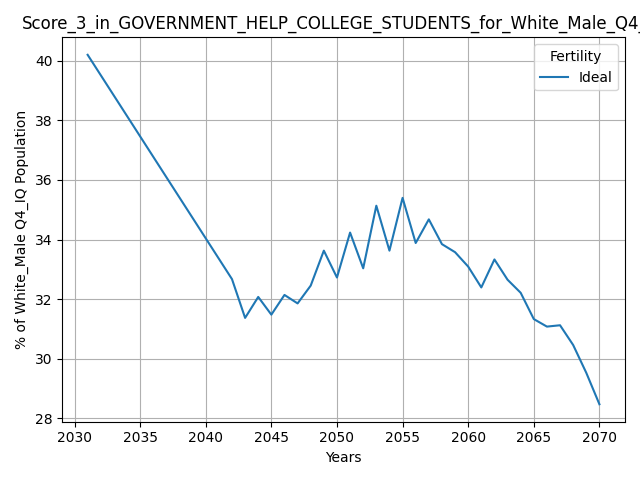 Score_3_in_GOVERNMENT_HELP_COLLEGE_STUDENTS_for_White_Male_Q4_
Fertility
Ideal
% of White_Male Q4_IQ Population
40
38
36
34
32
30
28
2030 2035 2040 2045 2050 2055 2060 2065 2070
Years